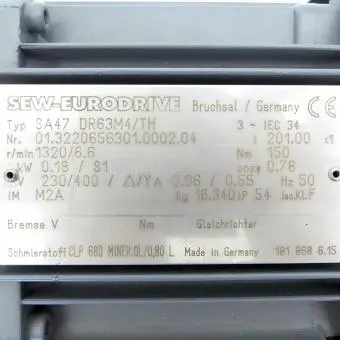 SEW-EURODRIVE Bruchsal / Germany CE
Typ SA47 DR63M4/TH 3 ~ IEC 34
Nr. 01.3220656301.0002.04 i 201.00 :1
r/min 1320/6.6 Nm 150
kW 0.18 / S1 cosφ 0.78
V 230/400 / △/Y A 0.96 / 0.55 Hz 50
IM M2A kg 16.340 IP 54 Iso.Kl.F
Bremse V Nm Gleichrichter
Schmierstoff CLP 680 MINER.OL/0,80 L Made in Germany 181 868 6.15